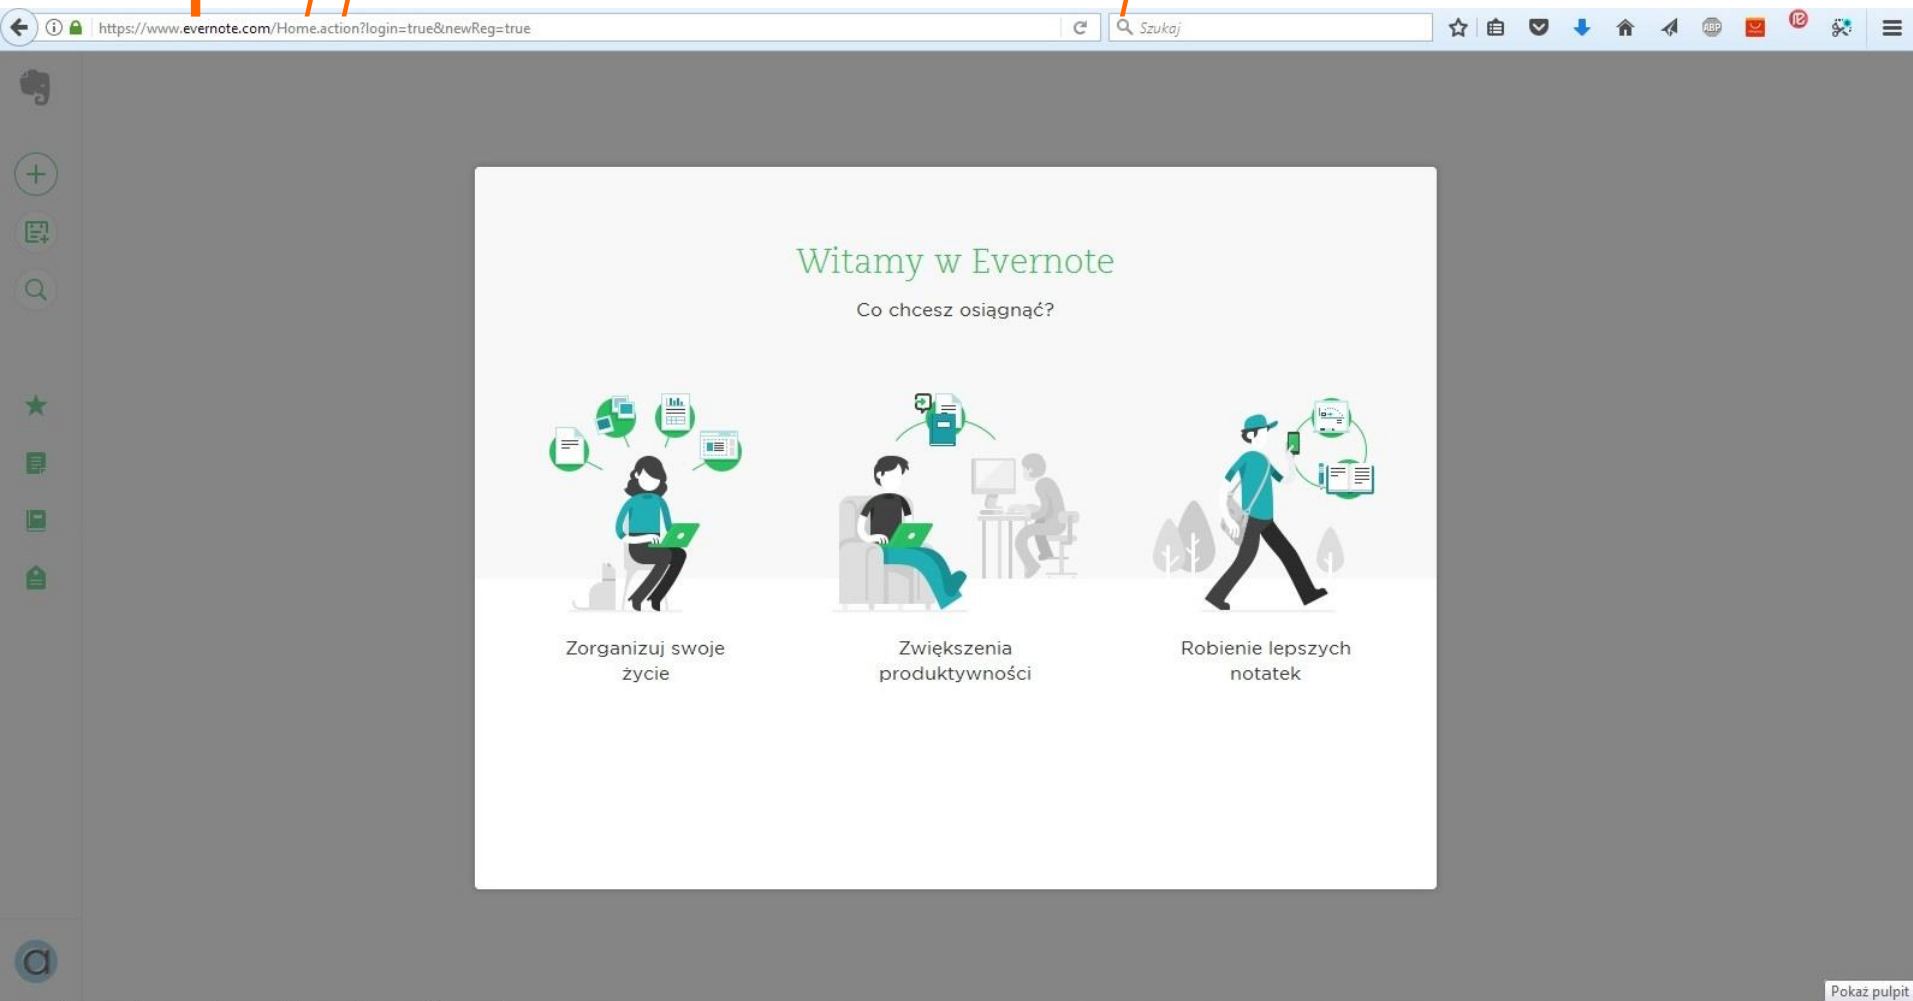 https://www.evernote.com/Home.action?login=true&newReg=true
Szukaj
ABP
Witamy w Evernote
Co chcesz osiągnąć?
Zorganizuj swoje
życie
Zwiększenia
produktywności
Robienie lepszych
notatek
a
Pokaż pulpit